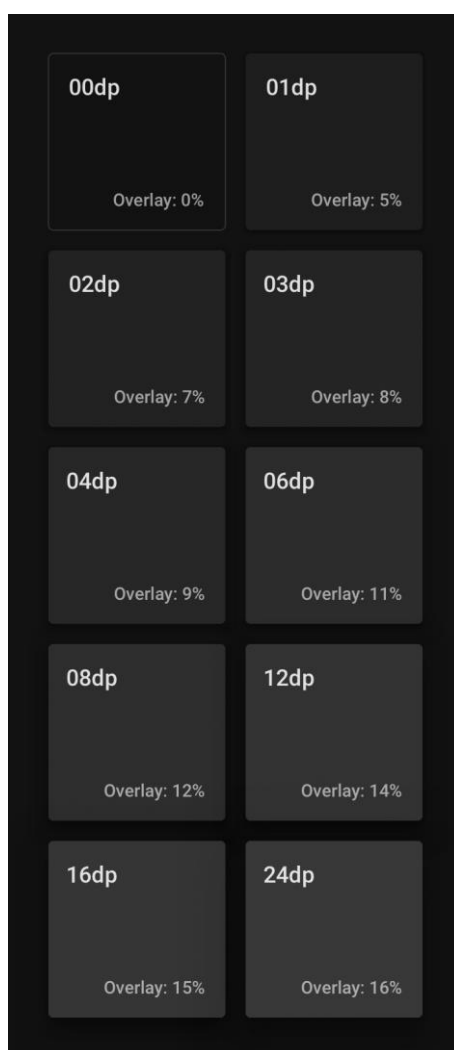 00dp
01dp
Overlay: 0%
Overlay: 5%
02dp
03dp
Overlay: 7%
Overlay: 8%
04dp
06dp
Overlay: 9%
Overlay: 11%
08dp
12dp
Overlay: 12%
Overlay: 14%
16dp
24dp
Overlay: 15%
Overlay: 16%